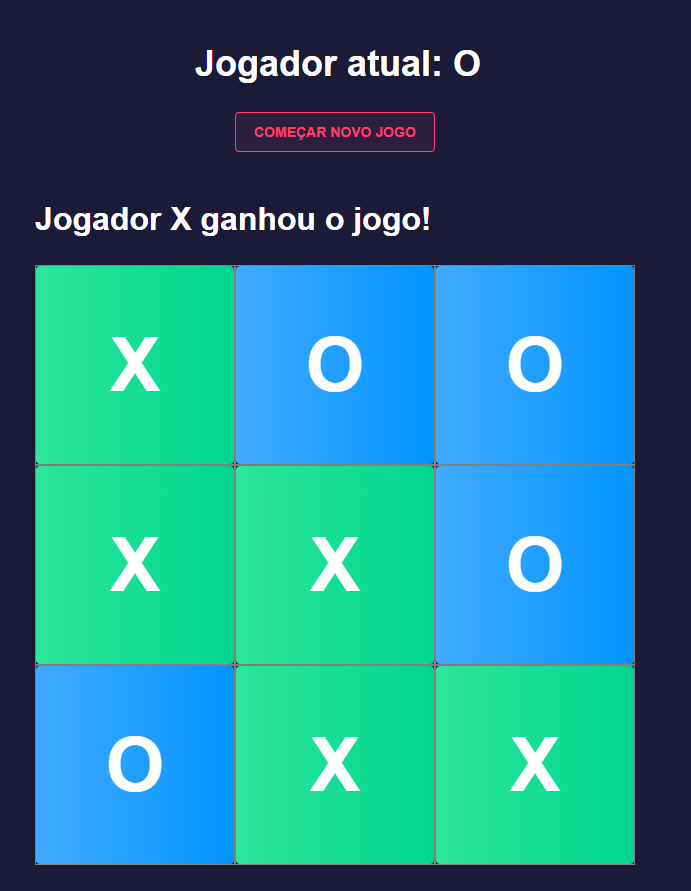 Jogador atual: O
COMEÇAR NOVO JOGO
Jogador X ganhou o jogo!
X O O
X X O
O X X